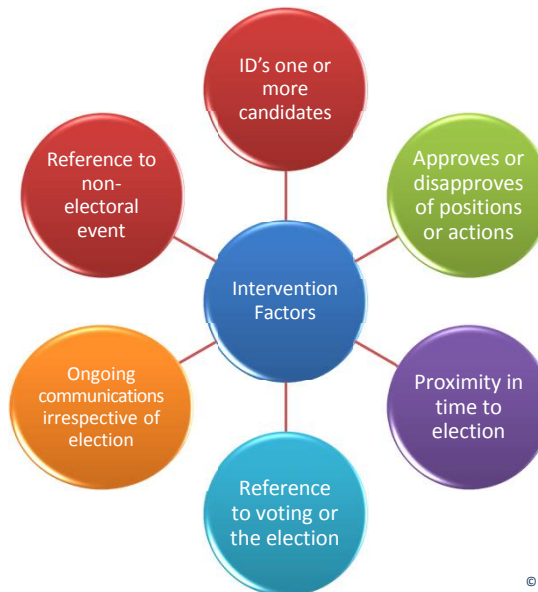 ID’s one or
more
candidates
Approves or
disapproves
of positions
or actions
Proximity in
time to
election
Reference
to voting or
the election
Ongoing
communications
irrespective of
election
Reference to
non-
electoral
event
Intervention
Factors
©